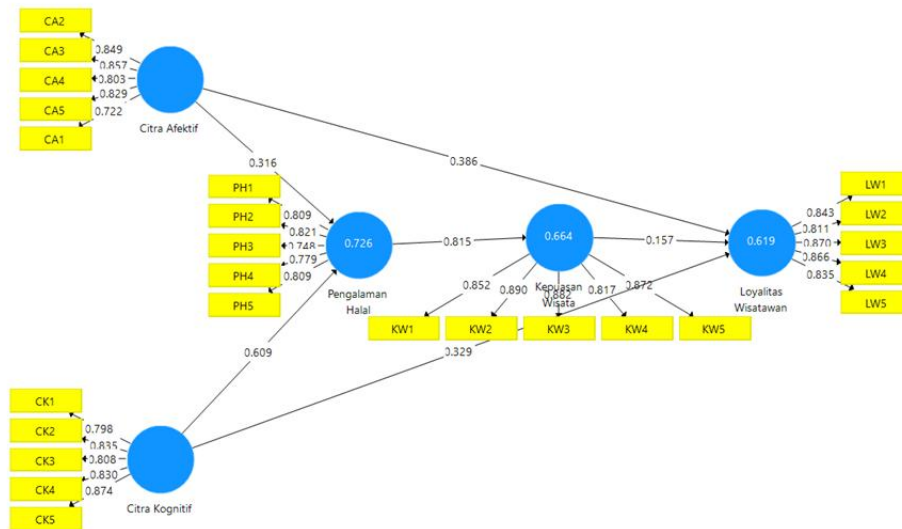 CA2
CA3
CA4
CA5
CA1
0.849
0.857
0.803
0.829
0.722
Citra Afektif
0.316
0.386
PH1
PH2
PH3
PH4
PH5
0.809
0.821
0.748
0.779
0.809
0.726
Pengalaman
Halal
0.815
0.664
Kepuasan
Wisata
0.157
0.619
Loyalitas
Wisatawan
0.843
0.811
0.870
0.866
0.835
LW1
LW2
LW3
LW4
LW5
0.852
0.890
0.882
0.817
0.872
KW1
KW2
KW3
KW4
KW5
0.609
0.329
CK1
CK2
CK3
CK4
CK5
0.798
0.835
0.808
0.830
0.874
Citra Kognitif